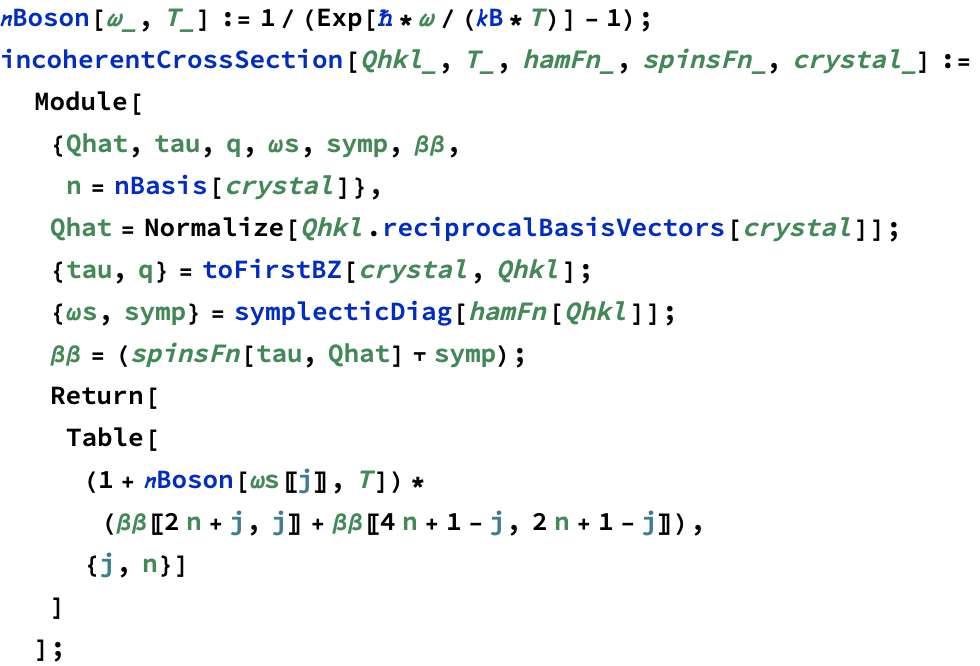 nBoson[ω_, T_] := 1 / (Exp[ℏ * ω / (kB * T)] - 1);
incoherentCrossSection[Qhkl_, T_, hamFn_, spinsFn_, crystal_] :=
Module[
{Qhat, tau, q, ωs, symp, ββ,
n = nBasis[crystal]},
Qhat = Normalize[Qhkl.reciprocalBasisVectors[crystal]];
{tau, q} = toFirstBZ[crystal, Qhkl];
{ωs, symp} = symplecticDiag[hamFn[Qhkl]];
ββ = (spinsFn[tau, Qhat] ⫟ symp);
Return[
Table[
(1 + nBoson[ωs〚j〛, T]) *
(ββ〚2 n + j, j〛 + ββ〚4 n + 1 - j, 2 n + 1 - j〛),
{j, n}]
]
];